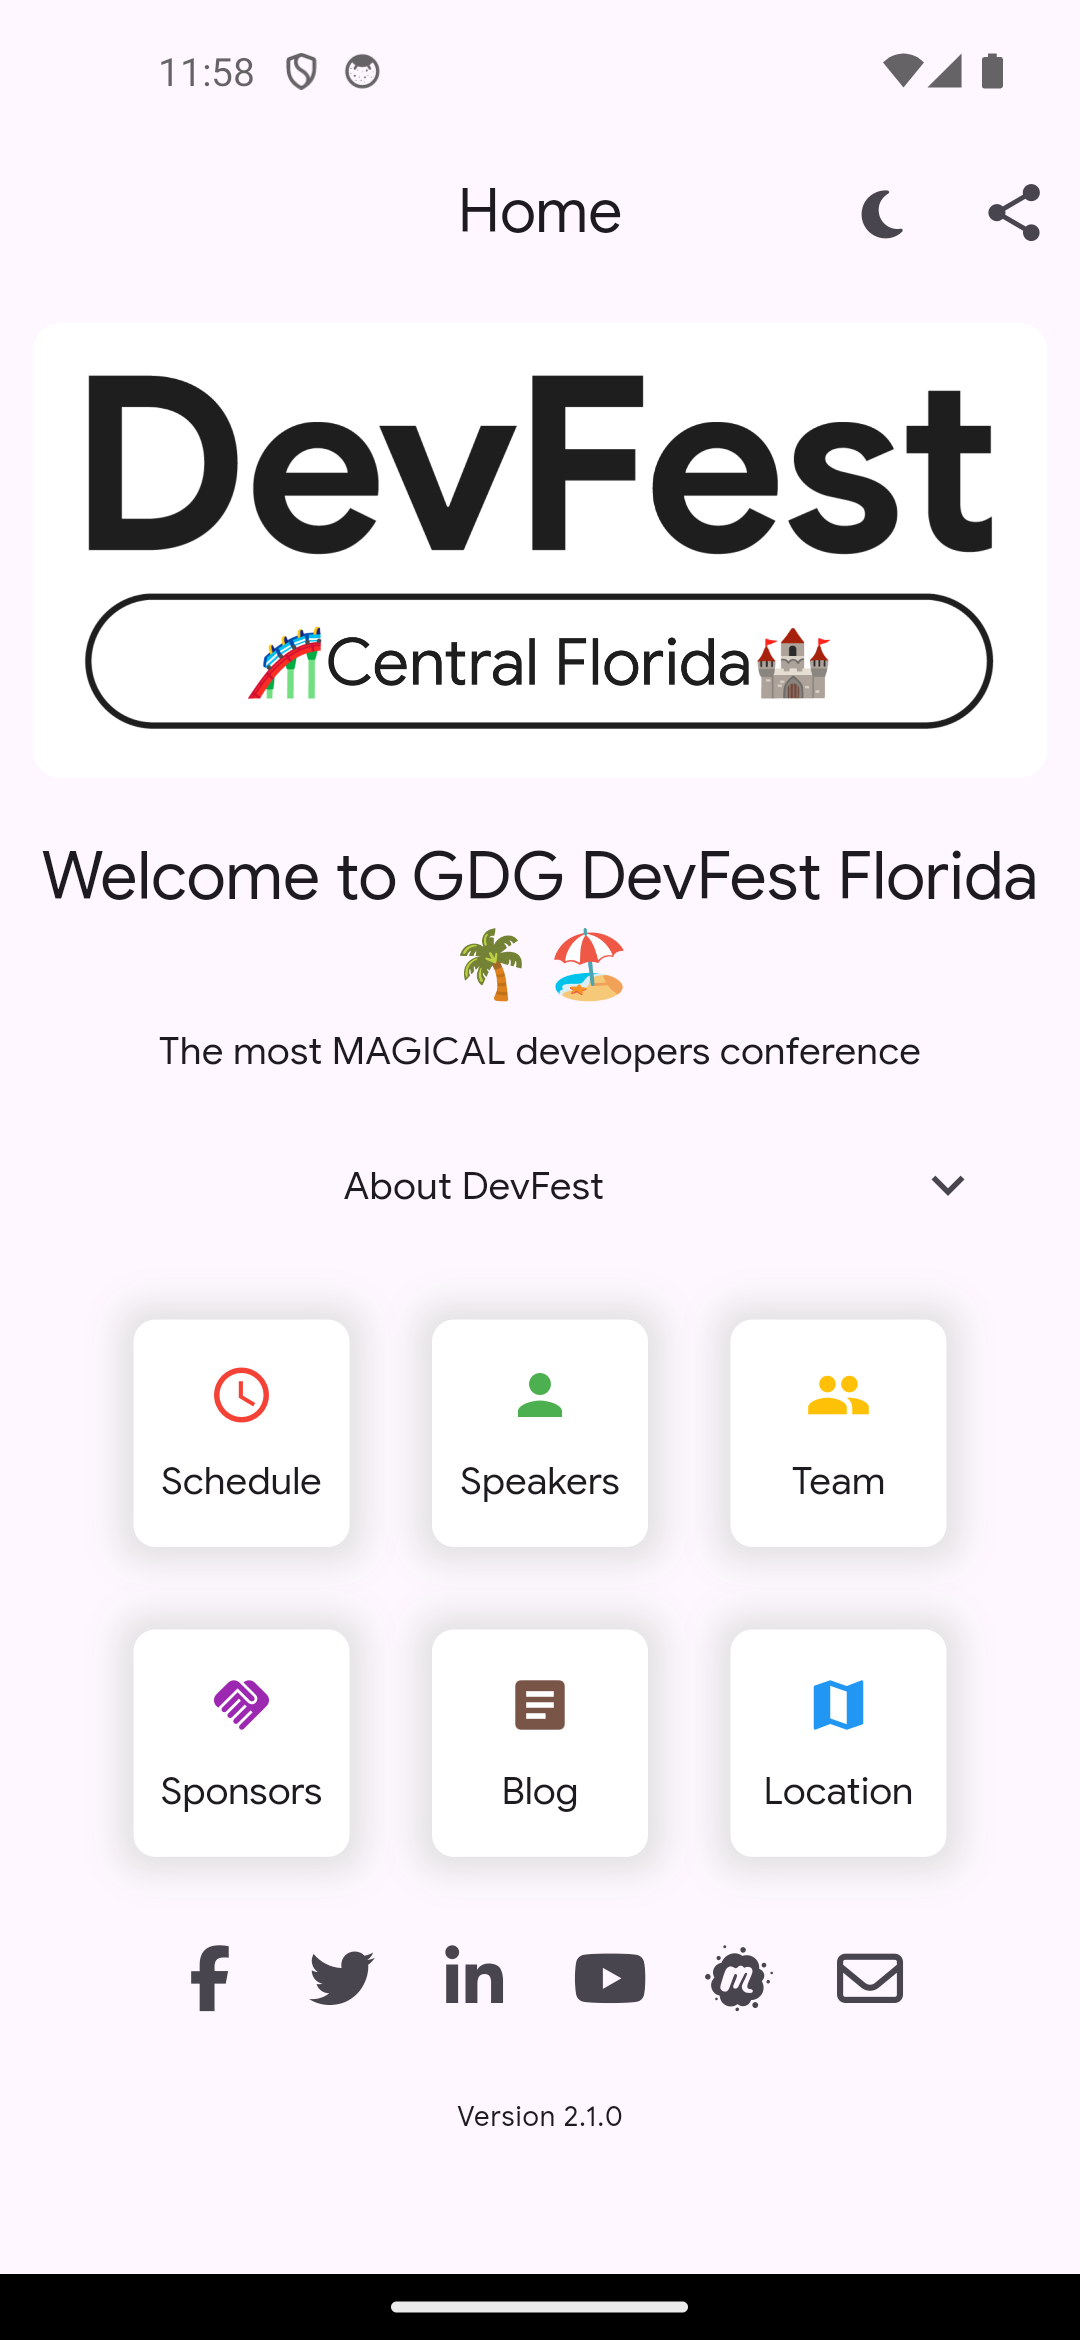 11:58
Home
DevFest
🎢Central Florida🏰
Welcome to GDG DevFest Florida
🌴 🏖️
The most MAGICAL developers conference
About DevFest
Schedule
Speakers
Team
Sponsors
Blog
Location
Version 2.1.0